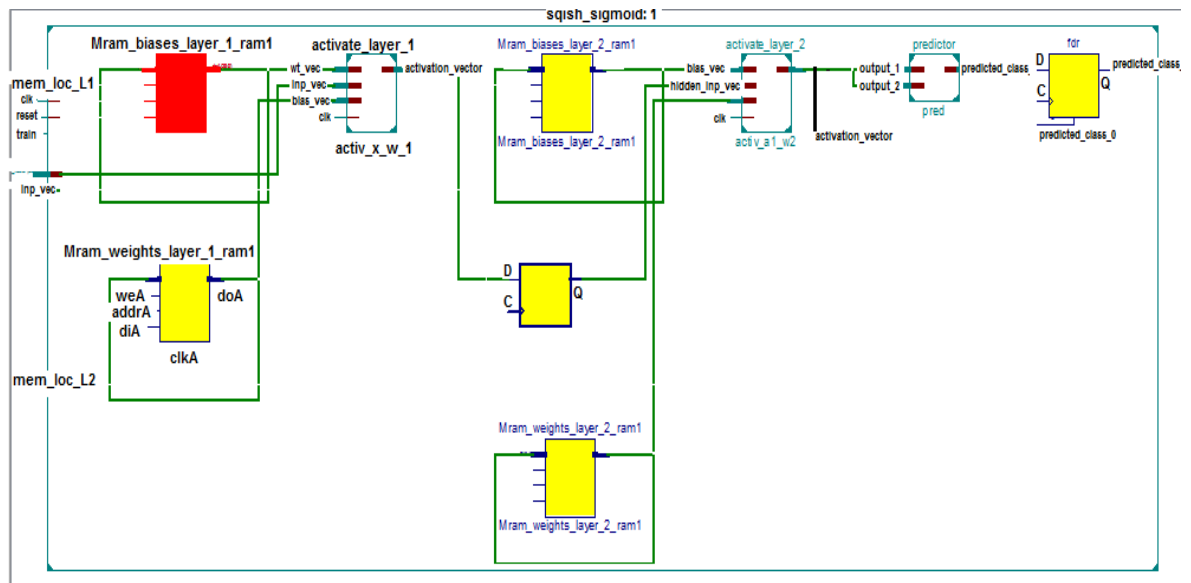 sqish_sigmoid: 1
Mram_biases_layer_1_ram1
activate_layer_1
Mram_biases_layer_2_ram1
activate_layer_2
predictor
fdr
mem_loc_L1
clk
reset
train
wt_vec
inp_vec
bias_vec
clk
activation_vector
activ_x_w_1
Mram_biases_layer_2_ram1
bias_vec
hidden_inp_vec
clk
activ_a1_w2
activation_vector
output_1
output_2
predicted_class_
pred
D
C
Q
predicted_class_
predicted_class_0
inp_vec
Mram_weights_layer_1_ram1
weA
addrA
diA
doA
clkA
D
C
Q
mem_loc_L2
Mram_weights_layer_2_ram1
Mram_weights_layer_2_ram1